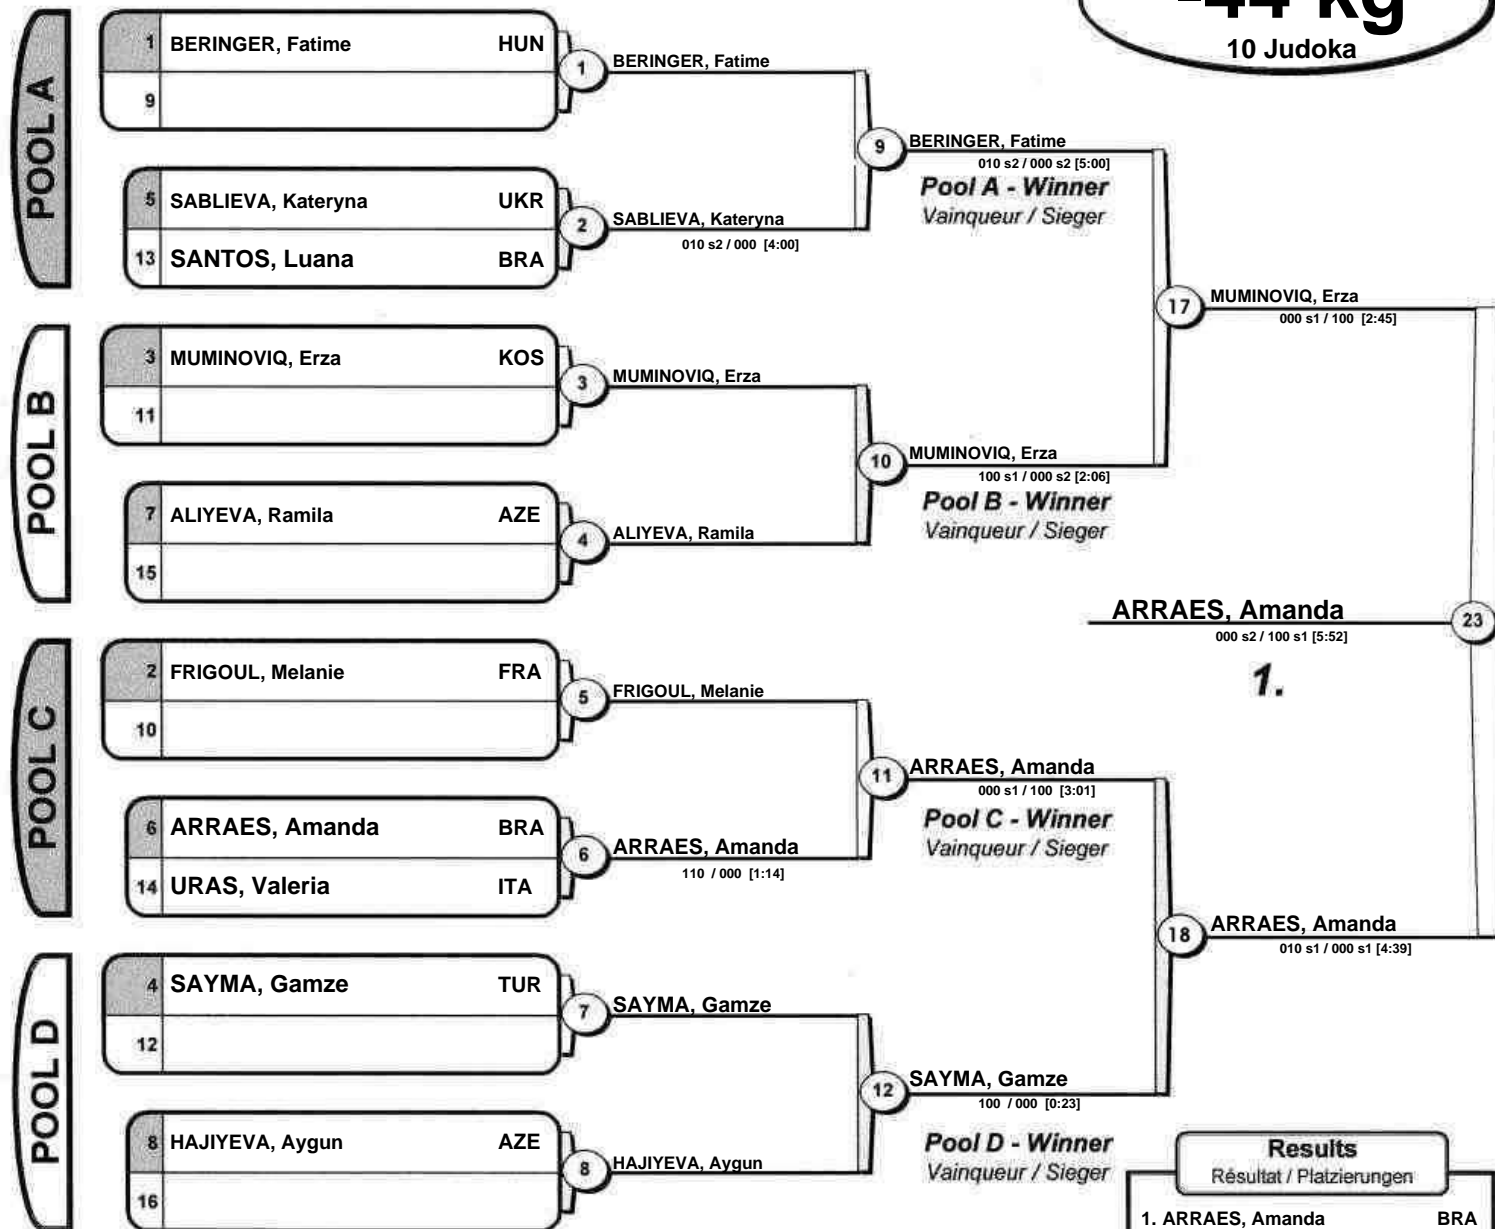 -44 kg
10 Judoka
POOL A
1 BERINGER, Fatime HUN
9
1
BERINGER, Fatime
5 SABLIEVA, Kateryna UKR
13 SANTOS, Luana BRA
2
SABLIEVA, Kateryna
010 s2 / 000 [4:00]
9
BERINGER, Fatime
010 s2 / 000 s2 [5:00]
Pool A - Winner
Vainqueur / Sieger
POOL B
3 MUMINOVIQ, Erza KOS
11
3
MUMINOVIQ, Erza
7 ALIYEVA, Ramila AZE
15
4
ALIYEVA, Ramila
10
MUMINOVIQ, Erza
100 s1 / 000 s2 [2:06]
Pool B - Winner
Vainqueur / Sieger
17
MUMINOVIQ, Erza
000 s1 / 100 [2:45]
POOL C
2 FRIGOUL, Melanie FRA
10
5
FRIGOUL, Melanie
6 ARRAES, Amanda BRA
14 URAS, Valeria ITA
6
ARRAES, Amanda
110 / 000 [1:14]
11
ARRAES, Amanda
000 s1 / 100 [3:01]
Pool C - Winner
Vainqueur / Sieger
POOL D
4 SAYMA, Gamze TUR
12
7
SAYMA, Gamze
8 HAJIYEVA, Aygun AZE
16
8
HAJIYEVA, Aygun
12
SAYMA, Gamze
100 / 000 [0:23]
Pool D - Winner
Vainqueur / Sieger
18
ARRAES, Amanda
010 s1 / 000 s1 [4:39]
23
ARRAES, Amanda
000 s2 / 100 s1 [5:52]
1.
Results
Résultat / Platzierungen
1. ARRAES, Amanda BRA